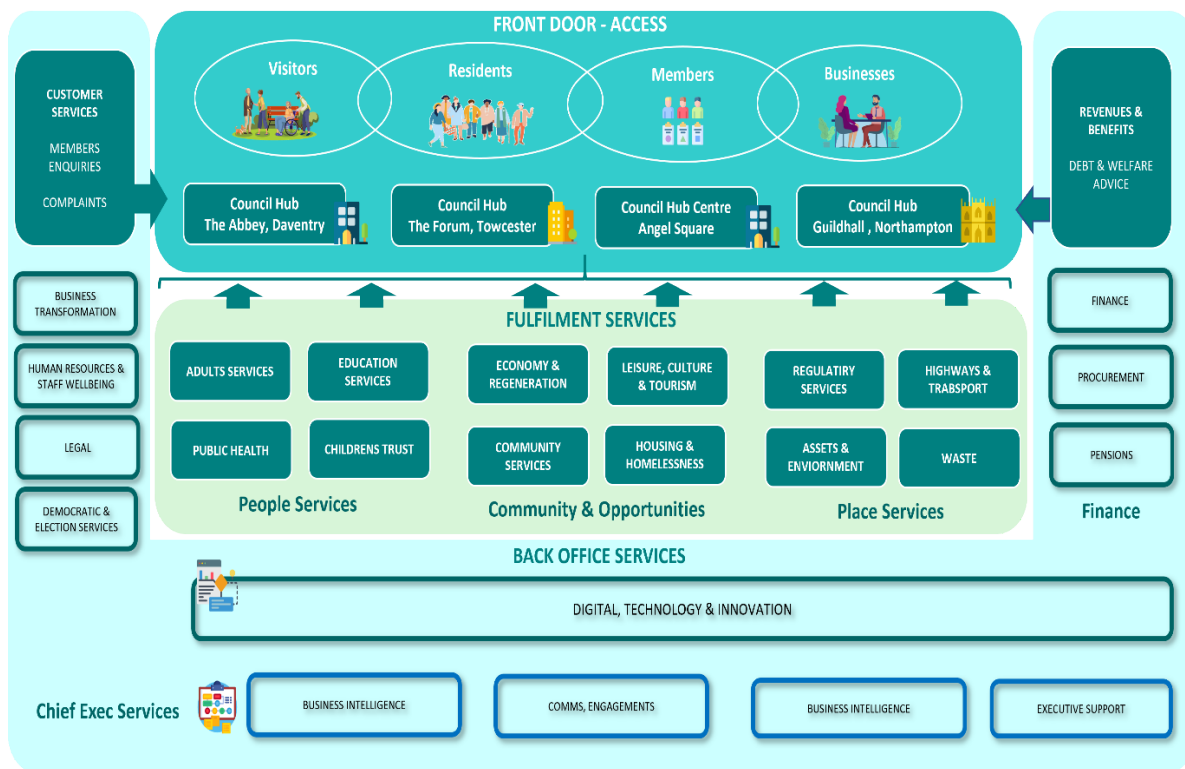 FRONT DOOR - ACCESS
Visitors
Residents
Members
Businesses
CUSTOMER
SERVICES
MEMBERS
ENQUIRIES
COMPLAINTS
REVENUES &
BENEFITS
DEBT & WELFARE
ADVICE
Council Hub
The Abbey, Daventry
Council Hub
The Forum, Towcester
Council Hub Centre
Angel Square
Council Hub
Guildhall , Northampton
BUSINESS
TRANSFORMATION
HUMAN RESOURCES &
STAFF WELLBEING
LEGAL
DEMOCRATIC &
ELECTION SERVICES
FULFILMENT SERVICES
ADULTS SERVICES
EDUCATION
SERVICES
PUBLIC HEALTH
CHILDRENS TRUST
People Services
ECONOMY &
REGENERATION
LEISURE, CULTURE
& TOURISM
COMMUNITY
SERVICES
HOUSING &
HOMELESSNESS
Community & Opportunities
REGULATIRY
SERVICES
HIGHWAYS &
TRABSPORT
ASSETS &
ENVIORNMENT
WASTE
Place Services
FINANCE
PROCUREMENT
PENSIONS
Finance
BACK OFFICE SERVICES
DIGITAL, TECHNOLOGY & INNOVATION
Chief Exec Services
BUSINESS INTELLIGENCE
COMMS, ENGAGEMENTS
BUSINESS INTELLIGENCE
EXECUTIVE SUPPORT